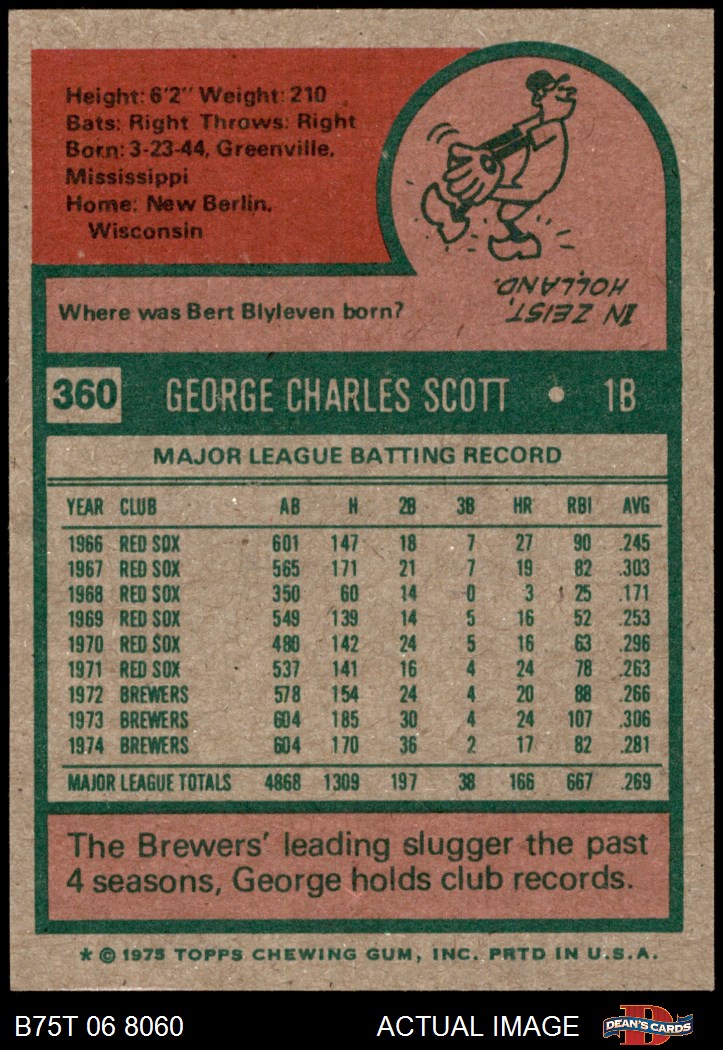 Height: 6'2" Weight: 210
Bats: Right Throws: Right
Born: 3-23-44, Greenville,
Mississippi
Home: New Berlin,
Wisconsin
Where was Bert Blyleven born?
IN ZEIST,
HOLLAND.
360 GEORGE CHARLES SCOTT • 1B
MAJOR LEAGUE BATTING RECORD
YEAR CLUB AB H 2B 3B HR RBI AVG
1966 RED SOX 601 147 18 7 27 90 .245
1967 RED SOX 565 171 21 7 19 82 .303
1968 RED SOX 350 60 14 0 3 25 .171
1969 RED SOX 549 139 14 5 16 52 .253
1970 RED SOX 480 142 24 5 16 63 .296
1971 RED SOX 537 141 16 4 24 78 .263
1972 BREWERS 578 154 24 4 20 88 .266
1973 BREWERS 604 185 30 4 24 107 .306
1974 BREWERS 604 170 36 2 17 82 .281
MAJOR LEAGUE TOTALS 4868 1309 197 38 166 667 .269
The Brewers' leading slugger the past
4 seasons, George holds club records.
* © 1975 TOPPS CHEWING GUM, INC. PRTD IN U.S.A.
B75T 06 8060 ACTUAL IMAGE D DEAN'S CARDS